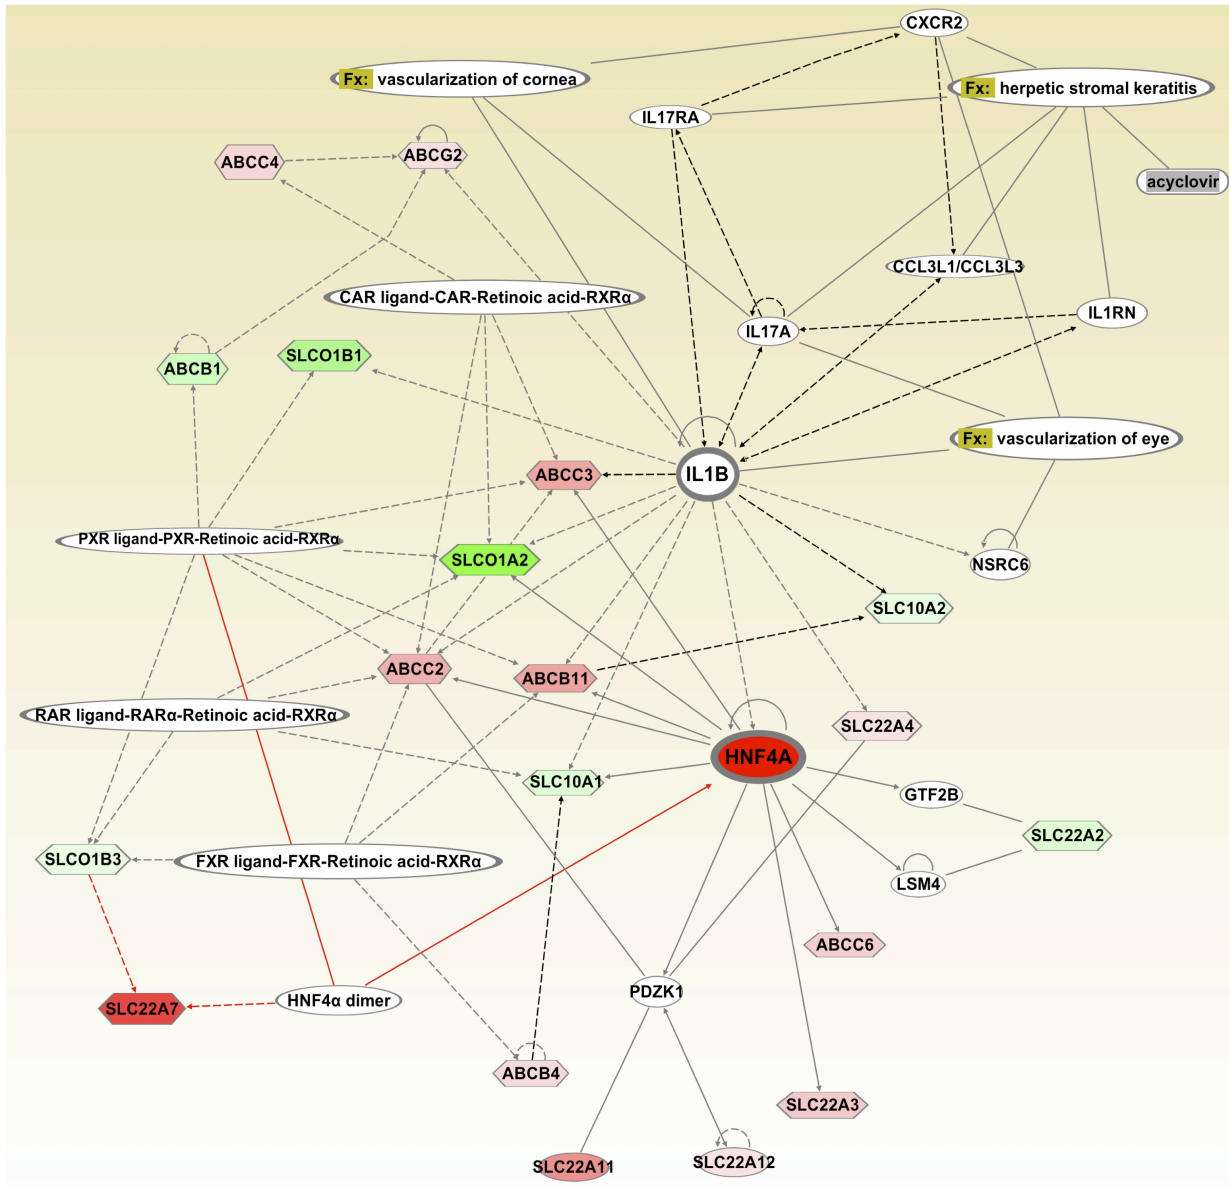 CXCR2
Fx: vascularization of cornea
Fx: herpetic stromal keratitis
IL17RA
ABCC4
ABCG2
acyclovir
CCL3L1/CCL3L3
CAR ligand-CAR-Retinoic acid-RXRα
IL17A
IL1RN
ABCB1
SLCO1B1
Fx: vascularization of eye
ABCC3
IL1B
PXR ligand-PXR-Retinoic acid-RXRα
SLCO1A2
NSRC6
SLC10A2
ABCC2
ABCB11
RAR ligand-RARα-Retinoic acid-RXRα
SLC22A4
HNF4A
SLC10A1
GTF2B
SLC22A2
SLCO1B3
FXR ligand-FXR-Retinoic acid-RXRα
LSM4
ABCC6
SLC22A7
HNF4α dimer
PDZK1
ABCB4
SLC22A3
SLC22A11
SLC22A12